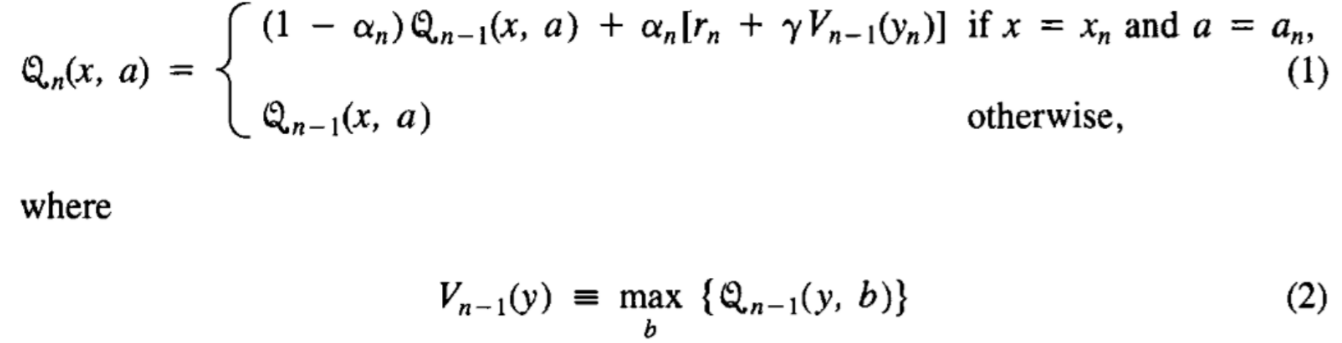 𝒬ₙ(x, a) = { (1 − αₙ)𝒬ₙ₋₁(x, a) + αₙ[rₙ + γVₙ₋₁(yₙ)] if x = xₙ and a = aₙ,
(1)
𝒬ₙ₋₁(x, a) otherwise,
where
Vₙ₋₁(y) ≡ max {𝒬ₙ₋₁(y, b)} (2)
b